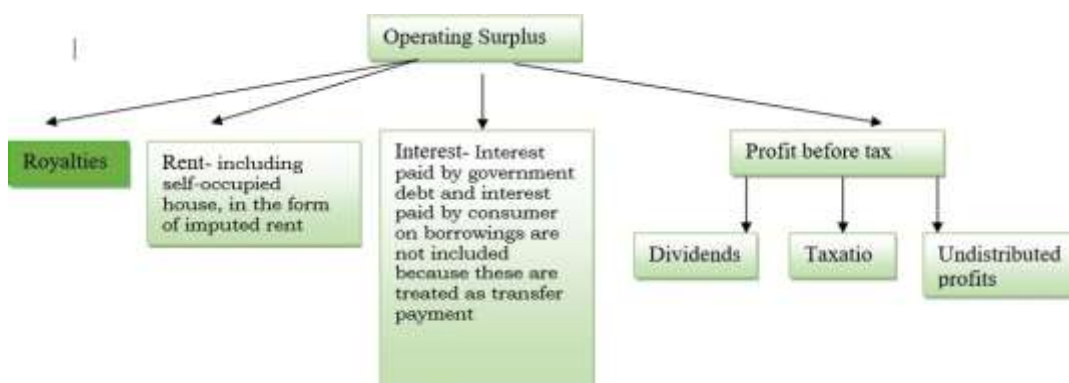 Operating Surplus
Royalties
Rent- including
self-occupied
house, in the form
of imputed rent
Interest- Interest
paid by government
debt and interest
paid by consumer
on borrowings are
not included
because these are
treated as transfer
payment
Profit before tax
Dividends
Taxatio
Undistributed
profits